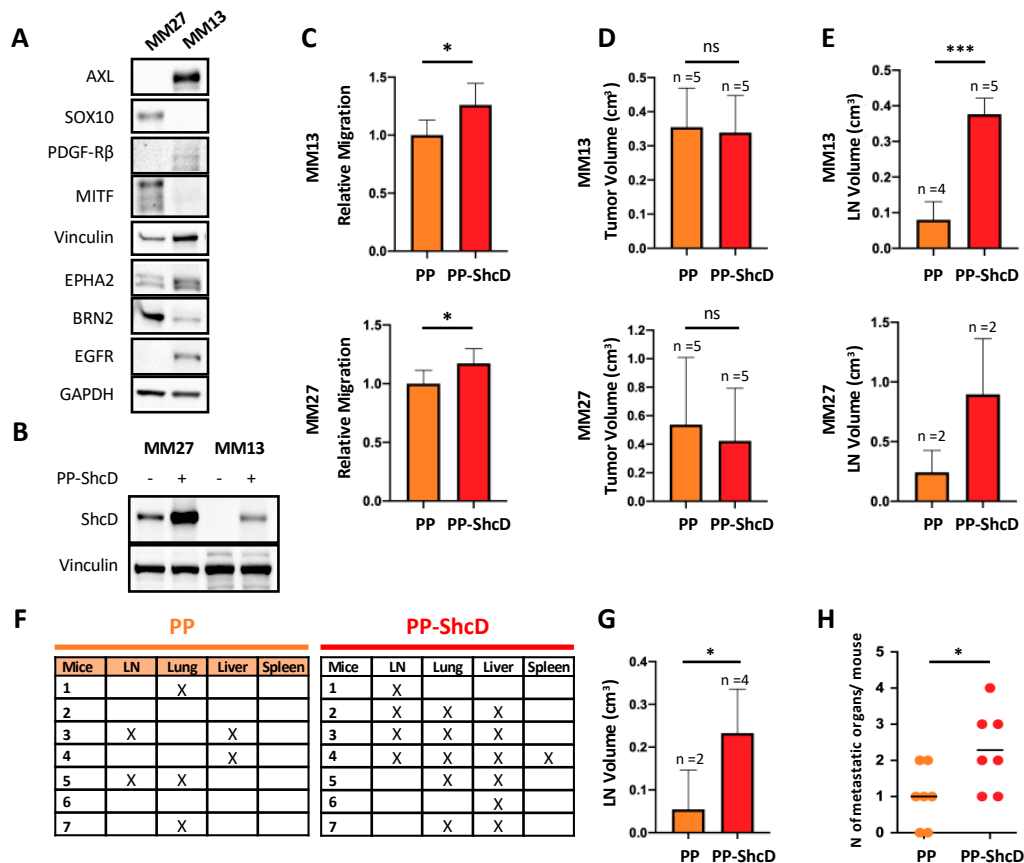 A
MM27
MM13
AXL
SOX10
PDGF-Rβ
MITF
Vinculin
EPHA2
BRN2
EGFR
GAPDH
B
MM27 MM13
PP-ShcD - + - +
ShcD
Vinculin
C
MM13
Relative Migration
*
1.5
1.0
0.5
0.0
PP PP-ShcD
MM27
Relative Migration
*
1.5
1.0
0.5
0.0
PP PP-ShcD
D
MM13
Tumor Volume (cm³)
ns
n =5 n =5
0.5
0.4
0.3
0.2
0.1
0.0
PP PP-ShcD
MM27
Tumor Volume (cm³)
ns
n =5
n =5
1.2
1.0
0.8
0.6
0.4
0.2
0.0
PP PP-ShcD
E
MM13
LN Volume (cm³)
***
n =5
n =4
0.5
0.4
0.3
0.2
0.1
0.0
PP PP-ShcD
MM27
LN Volume (cm³)
n =2
n =2
1.5
1.0
0.5
0.0
PP PP-ShcD
F
PP
Mice LN Lung Liver Spleen
1 X
2
3 X X
4 X
5 X X
6
7 X
PP-ShcD
Mice LN Lung Liver Spleen
1 X
2 X X X
3 X X X
4 X X X X
5 X X
6 X
7 X X
G
LN Volume (cm³)
*
n =4
n =2
0.4
0.3
0.2
0.1
0.0
PP PP-ShcD
H
N of metastatic organs/ mouse
*
5
4
3
2
1
0
PP PP-ShcD